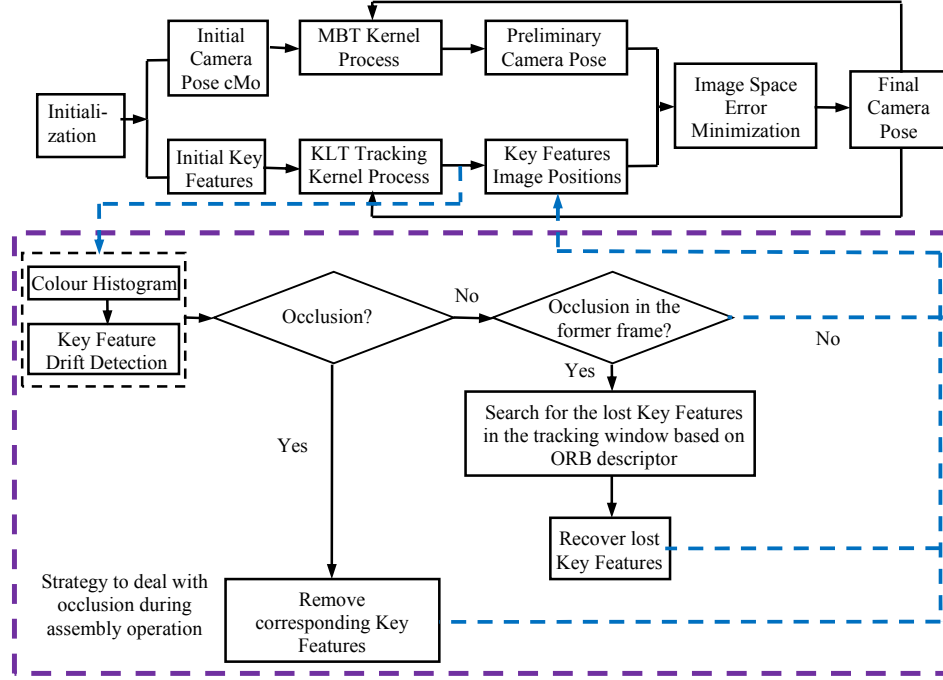 Initial
Camera
Pose cMo
MBT Kernel
Process
Preliminary
Camera Pose
Initiali-
zation
Image Space
Error
Minimization
Final
Camera
Pose
Initial Key
Features
KLT Tracking
Kernel Process
Key Features
Image Positions
Colour Histogram
Key Feature
Drift Detection
Occlusion?
No
Occlusion in the
former frame?
No
Yes
Yes
Search for the lost Key Features
in the tracking window based on
ORB descriptor
Recover lost
Key Features
Strategy to deal with
occlusion during
assembly operation
Remove
corresponding Key
Features